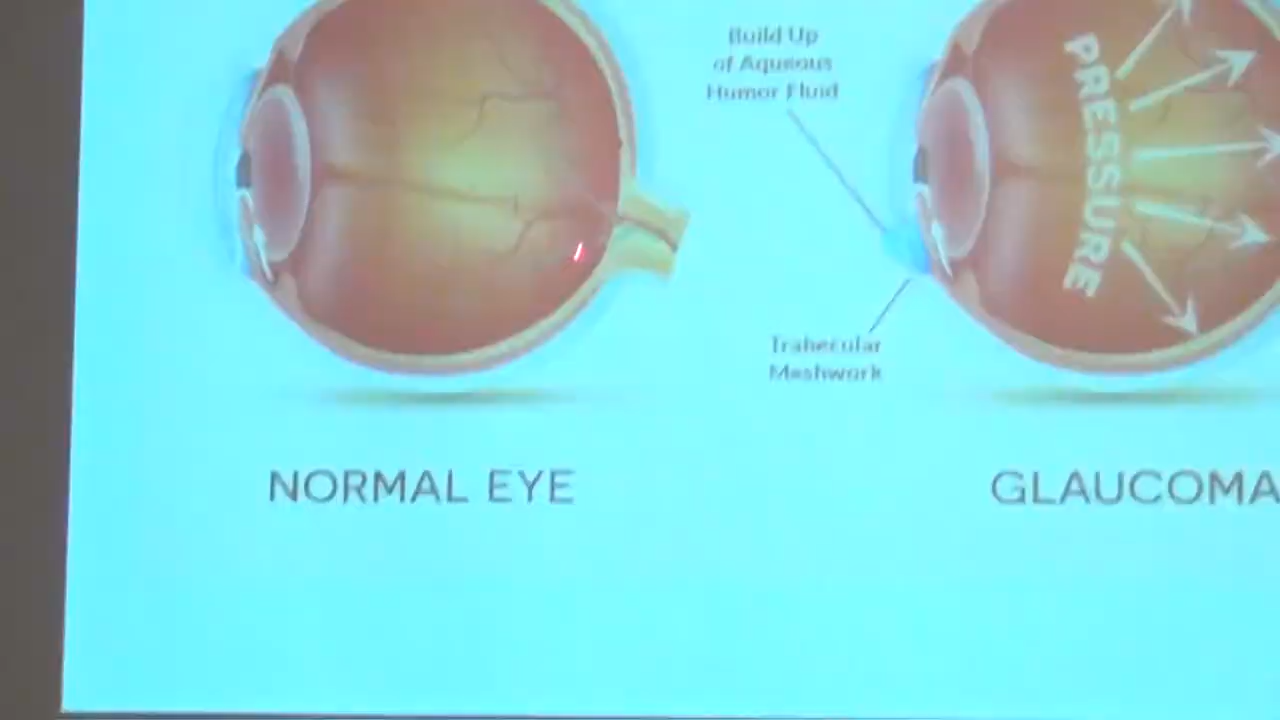 Build Up
of Aqueous
Humor Fluid
PRESSURE
Trabecular
Meshwork
NORMAL EYE
GLAUCOMA